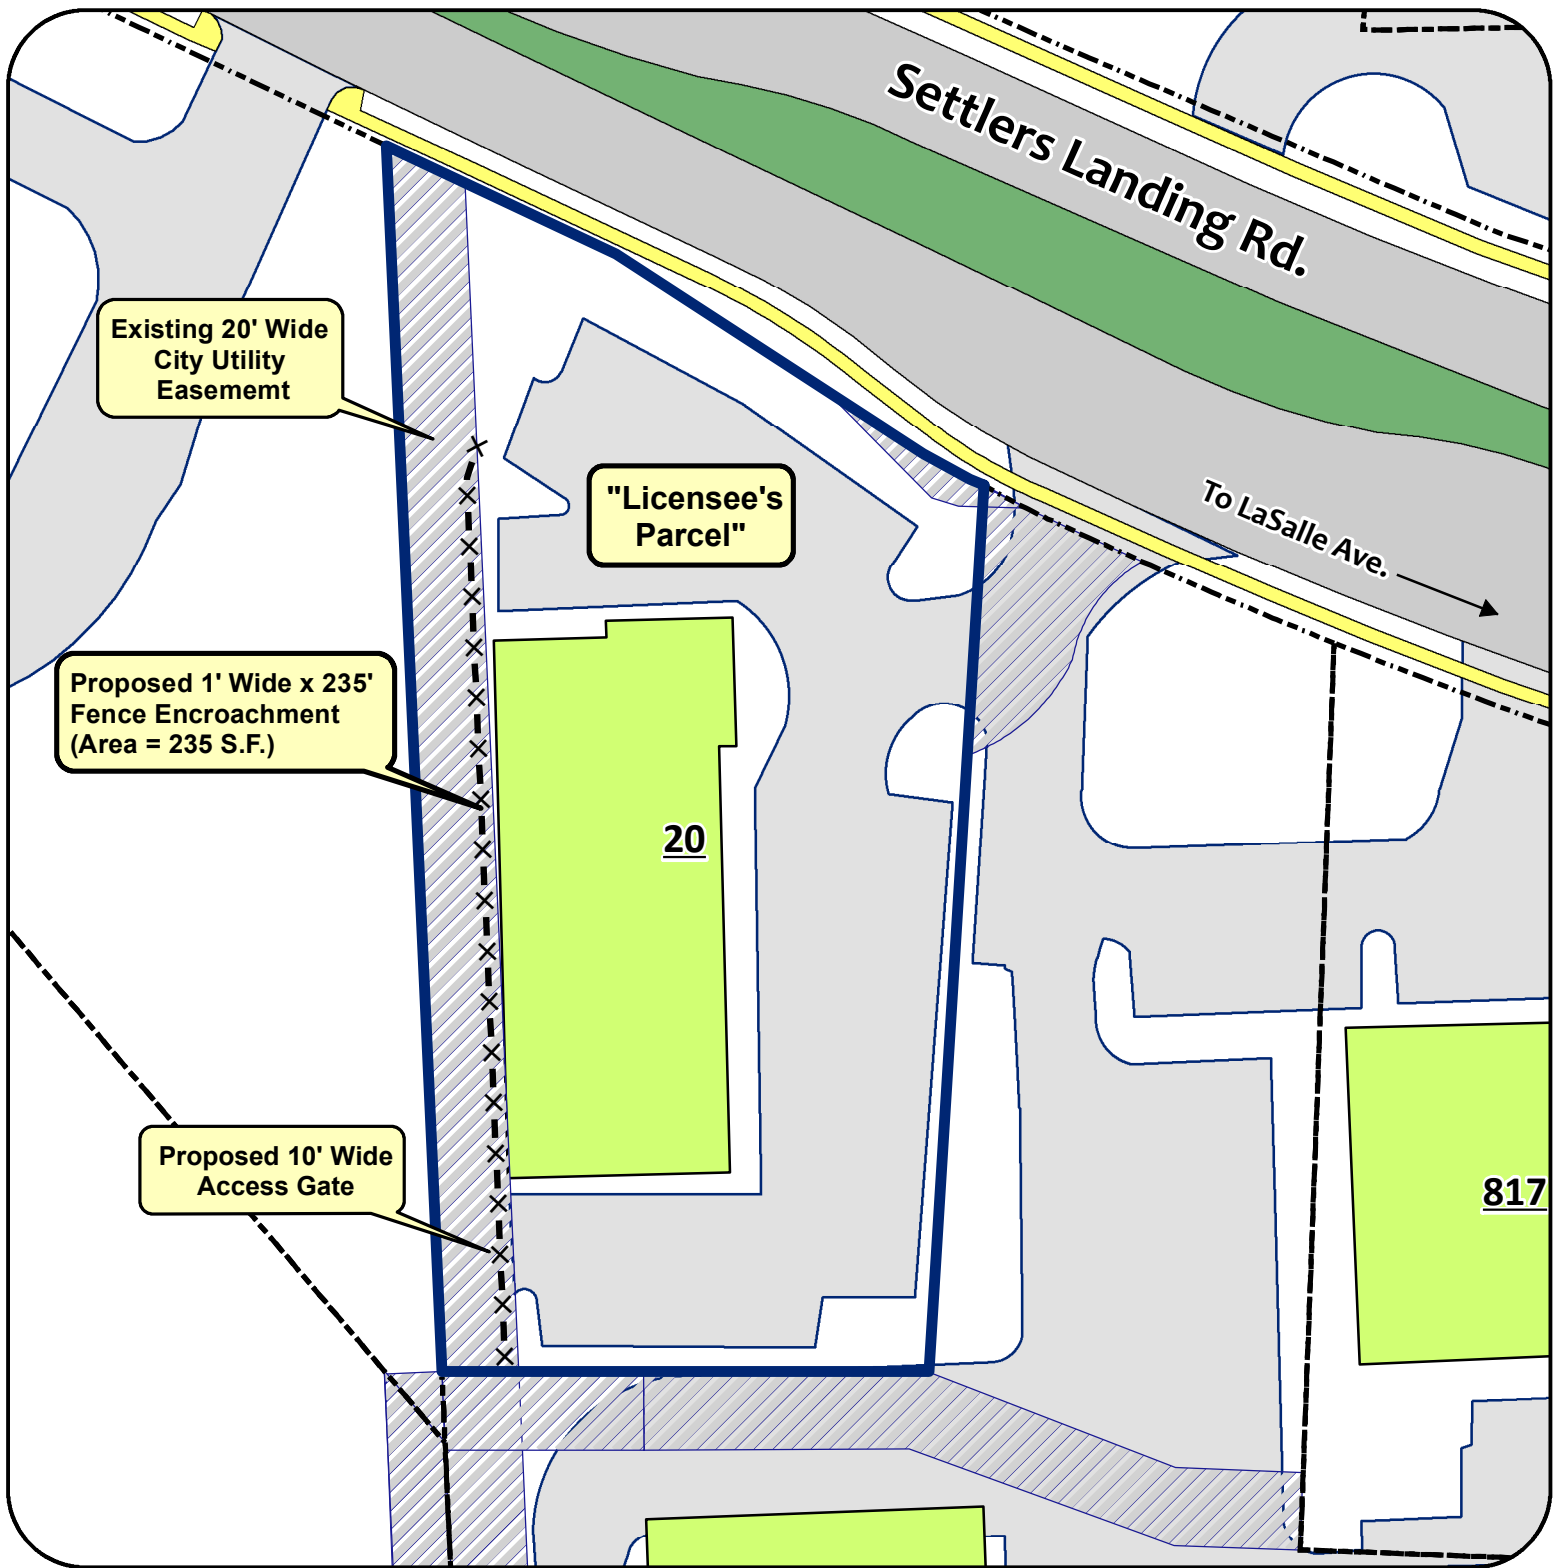 Settlers Landing Rd.
Existing 20' Wide
City Utility
Easememt
"Licensee's
Parcel"
To LaSalle Ave.
Proposed 1' Wide x 235'
Fence Encroachment
(Area = 235 S.F.)
20
Proposed 10' Wide
Access Gate
817